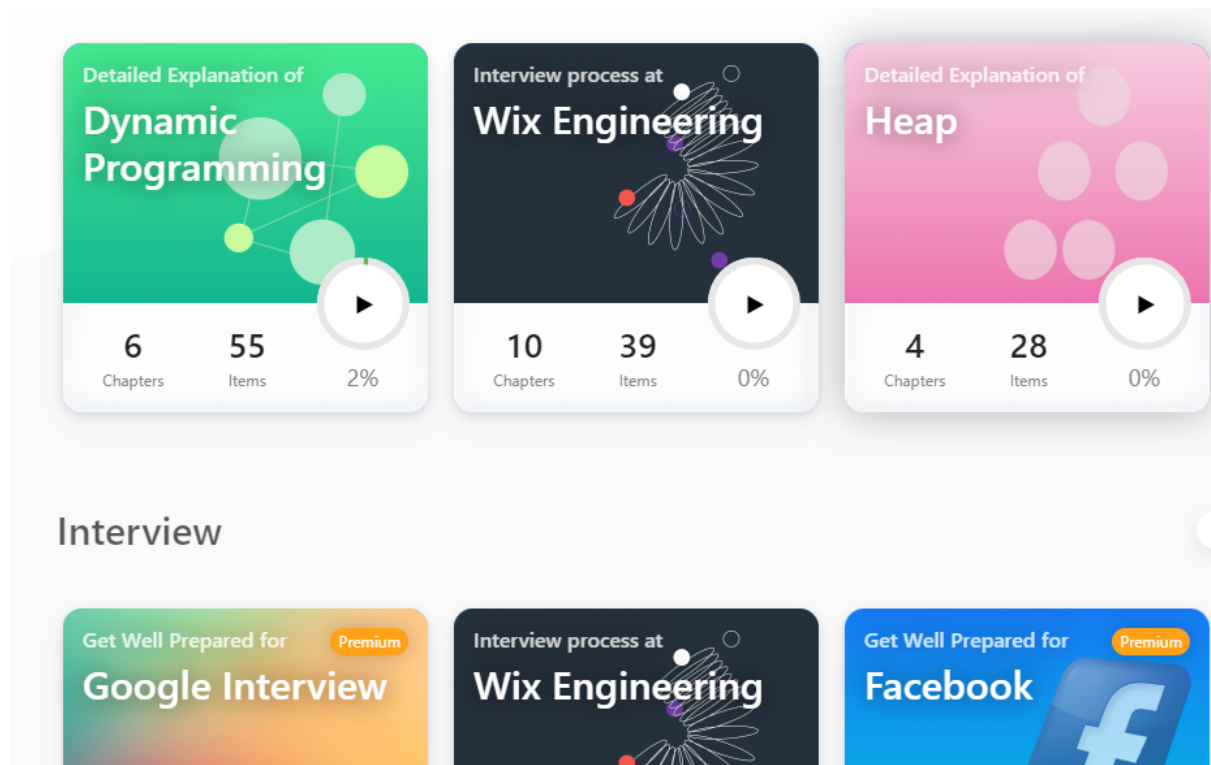 Detailed Explanation of
Dynamic
Programming
6
Chapters
55
Items
2%
Interview process at
Wix Engineering
10
Chapters
39
Items
0%
Detailed Explanation of
Heap
4
Chapters
28
Items
0%
Interview
Get Well Prepared for
Premium
Google Interview
Interview process at
Wix Engineering
Get Well Prepared for
Premium
Facebook
f